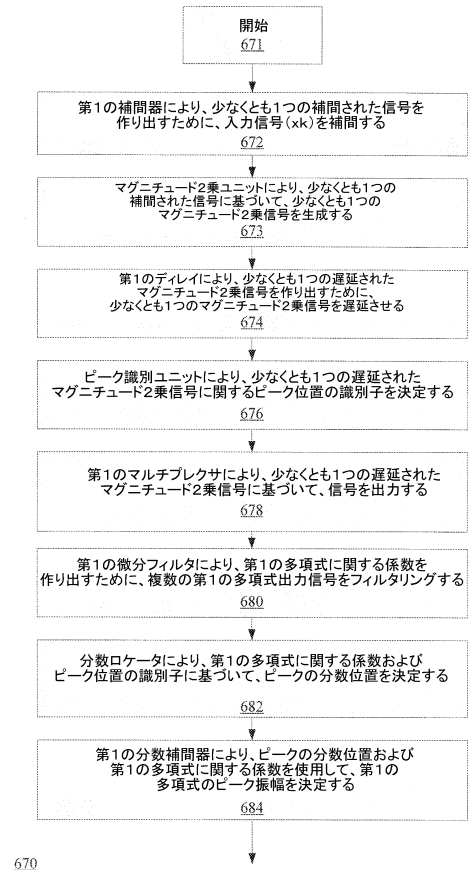 開始
671
第1の補間器により、少なくとも1つの補間された信号を
作り出すために、入力信号(xk)を補間する
672
マグニチュード2乗ユニットにより、少なくとも1つの
補間された信号に基づいて、少なくとも1つの
マグニチュード2乗信号を生成する
673
第1のディレイにより、少なくとも1つの遅延された
マグニチュード2乗信号を作り出すために、
少なくとも1つのマグニチュード2乗信号を遅延させる
674
ピーク識別ユニットにより、少なくとも1つの遅延された
マグニチュード2乗信号に関するピーク位置の識別子を決定する
676
第1のマルチプレクサにより、少なくとも1つの遅延された
マグニチュード2乗信号に基づいて、信号を出力する
678
第1の微分フィルタにより、第1の多項式に関する係数を
作り出すために、複数の第1の多項式出力信号をフィルタリングする
680
分数ロケータにより、第1の多項式に関する係数および
ピーク位置の識別子に基づいて、ピークの分数位置を決定する
682
第1の分数補間器により、ピークの分数位置および
第1の多項式に関する係数を使用して、第1の
多項式のピーク振幅を決定する
684
670